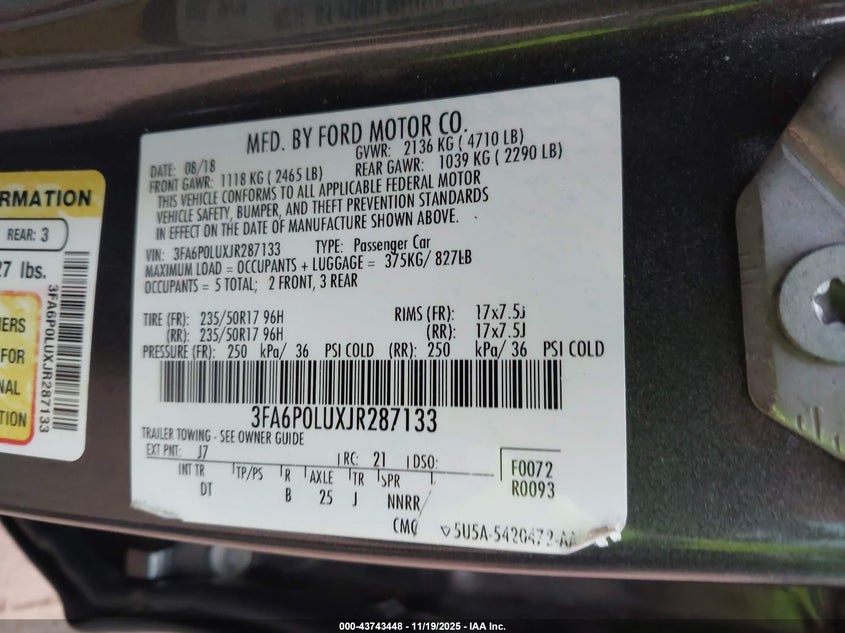 MFD. BY FORD MOTOR CO.
DATE: 08/18 GVWR: 2136 KG ( 4710 LB)
FRONT GAWR: 1118 KG ( 2465 LB) REAR GAWR: 1039 KG ( 2290 LB)
THIS VEHICLE CONFORMS TO ALL APPLICABLE FEDERAL MOTOR
VEHICLE SAFETY, BUMPER, AND THEFT PREVENTION STANDARDS
IN EFFECT ON THE DATE OF MANUFACTURE SHOWN ABOVE.
VIN: 3FA6P0LUXJR287133 TYPE: Passenger Car
MAXIMUM LOAD = OCCUPANTS + LUGGAGE = 375KG/ 827LB
OCCUPANTS = 5 TOTAL; 2 FRONT, 3 REAR
TIRE (FR): 235/50R17 96H RIMS (FR): 17x7.5J
(RR): 235/50R17 96H (RR): 17x7.5J
PRESSURE (FR): 250 kPa/ 36 PSI COLD (RR): 250 kPa/ 36 PSI COLD
3FA6P0LUXJR287133
TRAILER TOWING - SEE OWNER GUIDE
EXT PNT: J7 RC: 21 DSO: F0072
INT TR TP/PS R AXLE TR SPR R0093
DT B 25 J NNRR
CMC 5U5A-5420472-AA
ORMATION
REAR: 3
27 lbs.
NERS
FOR
NAL
TION
3FA6P0LUXJR287133
000-43743448 - 11/19/2025 - IAA Inc.